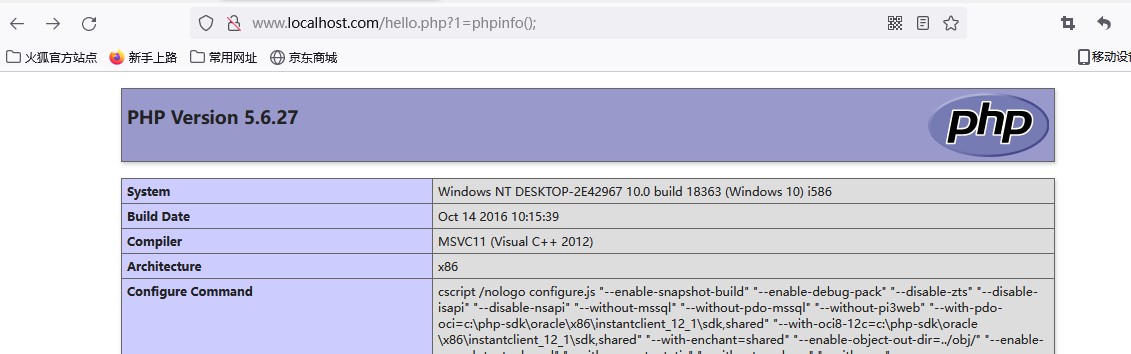 www.localhost.com/hello.php?1=phpinfo();
火狐官方站点 新手上路 常用网址 京东商城 移动设
PHP Version 5.6.27
php
System Windows NT DESKTOP-2E42967 10.0 build 18363 (Windows 10) i586
Build Date Oct 14 2016 10:15:39
Compiler MSVC11 (Visual C++ 2012)
Architecture x86
Configure Command cscript /nologo configure.js "--enable-snapshot-build" "--enable-debug-pack" "--disable-zts" "--disable-
isapi" "--disable-nsapi" "--without-mssql" "--without-pdo-mssql" "--without-pi3web" "--with-pdo-
oci=c:\php-sdk\oracle\x86\instantclient_12_1\sdk,shared" "--with-oci8-12c=c:\php-sdk\oracle
\x86\instantclient_12_1\sdk,shared" "--with-enchant=shared" "--enable-object-out-dir=../obj/" "--enable-